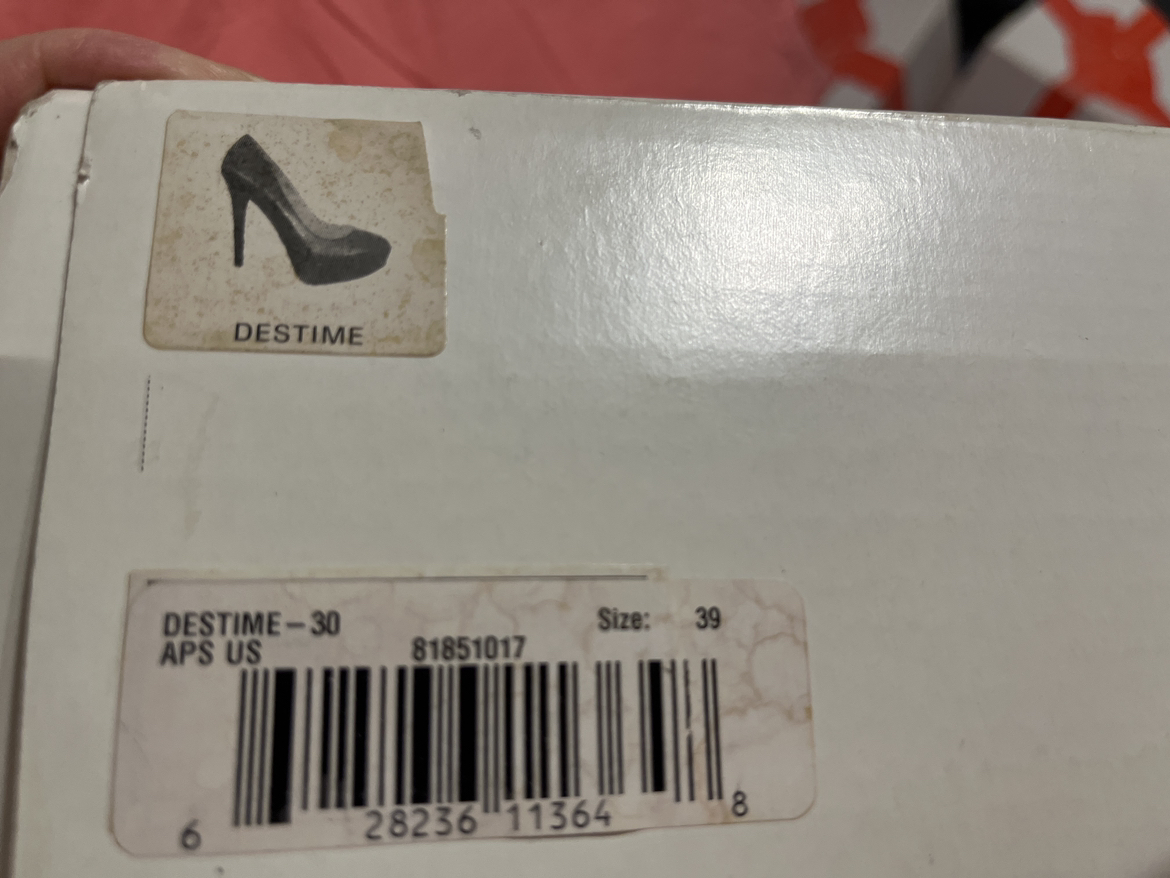 DESTIME
DESTIME – 30 Size: 39
APS US 81851017
6 28236 11364 8